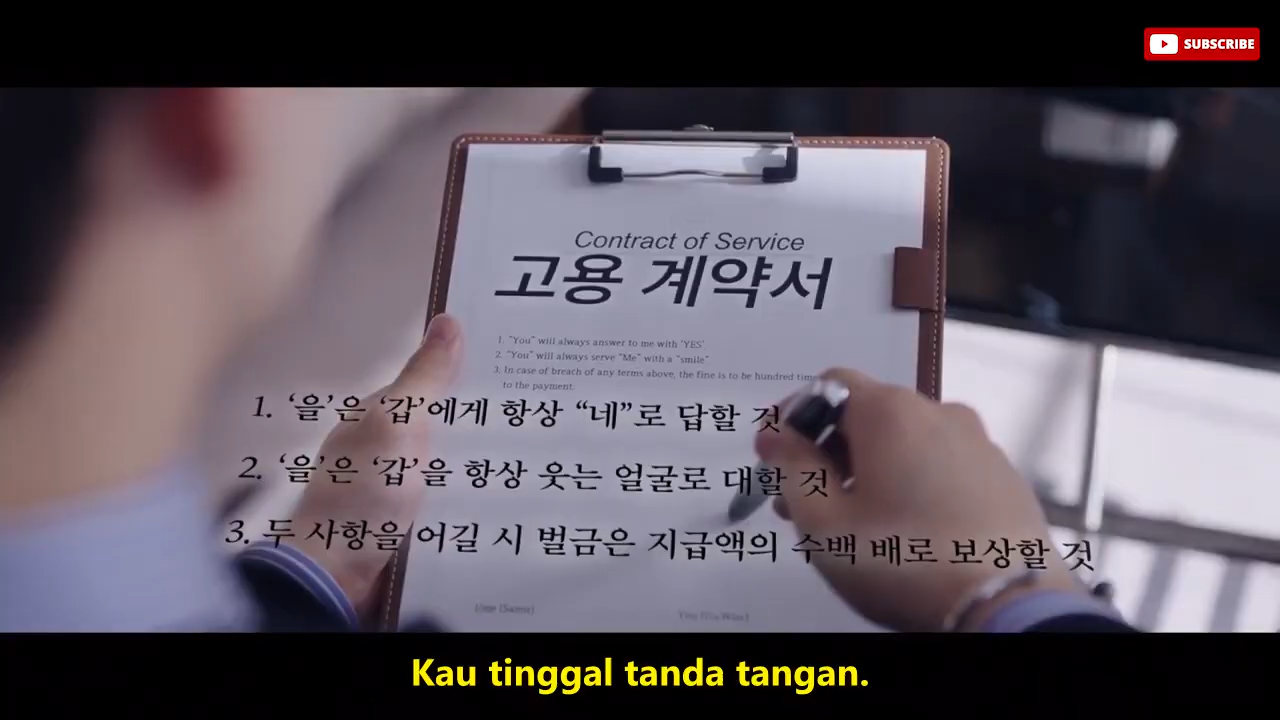 SUBSCRIBE
Contract of Service
고용 계약서
1. "You" will always answer to me with 'YES'
2. "You" will always serve "Me" with a "smile"
3. In case of breach of any terms above, the fine is to be hundred
to the payment.
1. ‘을’은 ‘갑’에게 항상 “네”로 답할 것
2. ‘을’은 ‘갑’을 항상 웃는 얼굴로 대할 것
3. 두 사항을 어길 시 벌금은 지급액의 수백 배로 보상할 것
Kau tinggal tanda tangan.